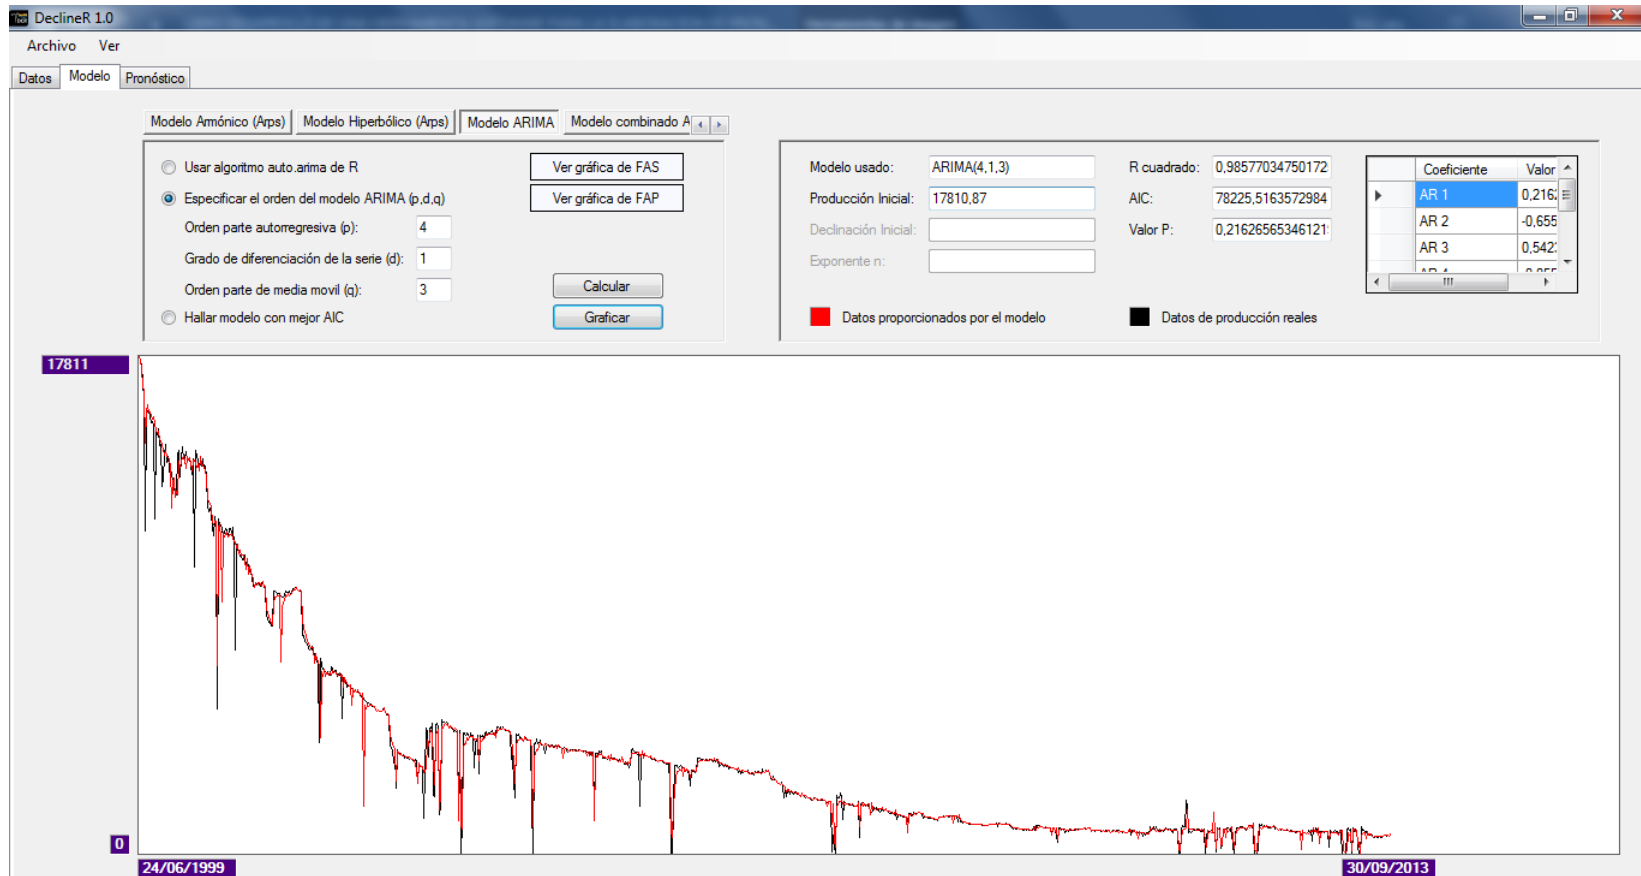 DeclineR 1.0
Archivo Ver
Datos Modelo Pronóstico
Modelo Armónico (Arps) Modelo Hiperbólico (Arps) Modelo ARIMA Modelo combinado A
Usar algoritmo auto.arima de R
Ver gráfica de FAS
Especificar el orden del modelo ARIMA (p,d,q)
Ver gráfica de FAP
Orden parte autorregresiva (p): 4
Grado de diferenciación de la serie (d): 1
Orden parte de media movil (q): 3
Calcular
Hallar modelo con mejor AIC
Graficar
Modelo usado: ARIMA(4,1,3)
R cuadrado: 0,98577034750172
Producción Inicial: 17810,87
AIC: 78225,5163572984
Declinación Inicial:
Valor P: 0,21626565346121
Exponente n:
Coeficiente Valor
AR 1 0,216
AR 2 -0,655
AR 3 0,542
Datos proporcionados por el modelo
Datos de producción reales
17811
0
24/06/1999
30/09/2013